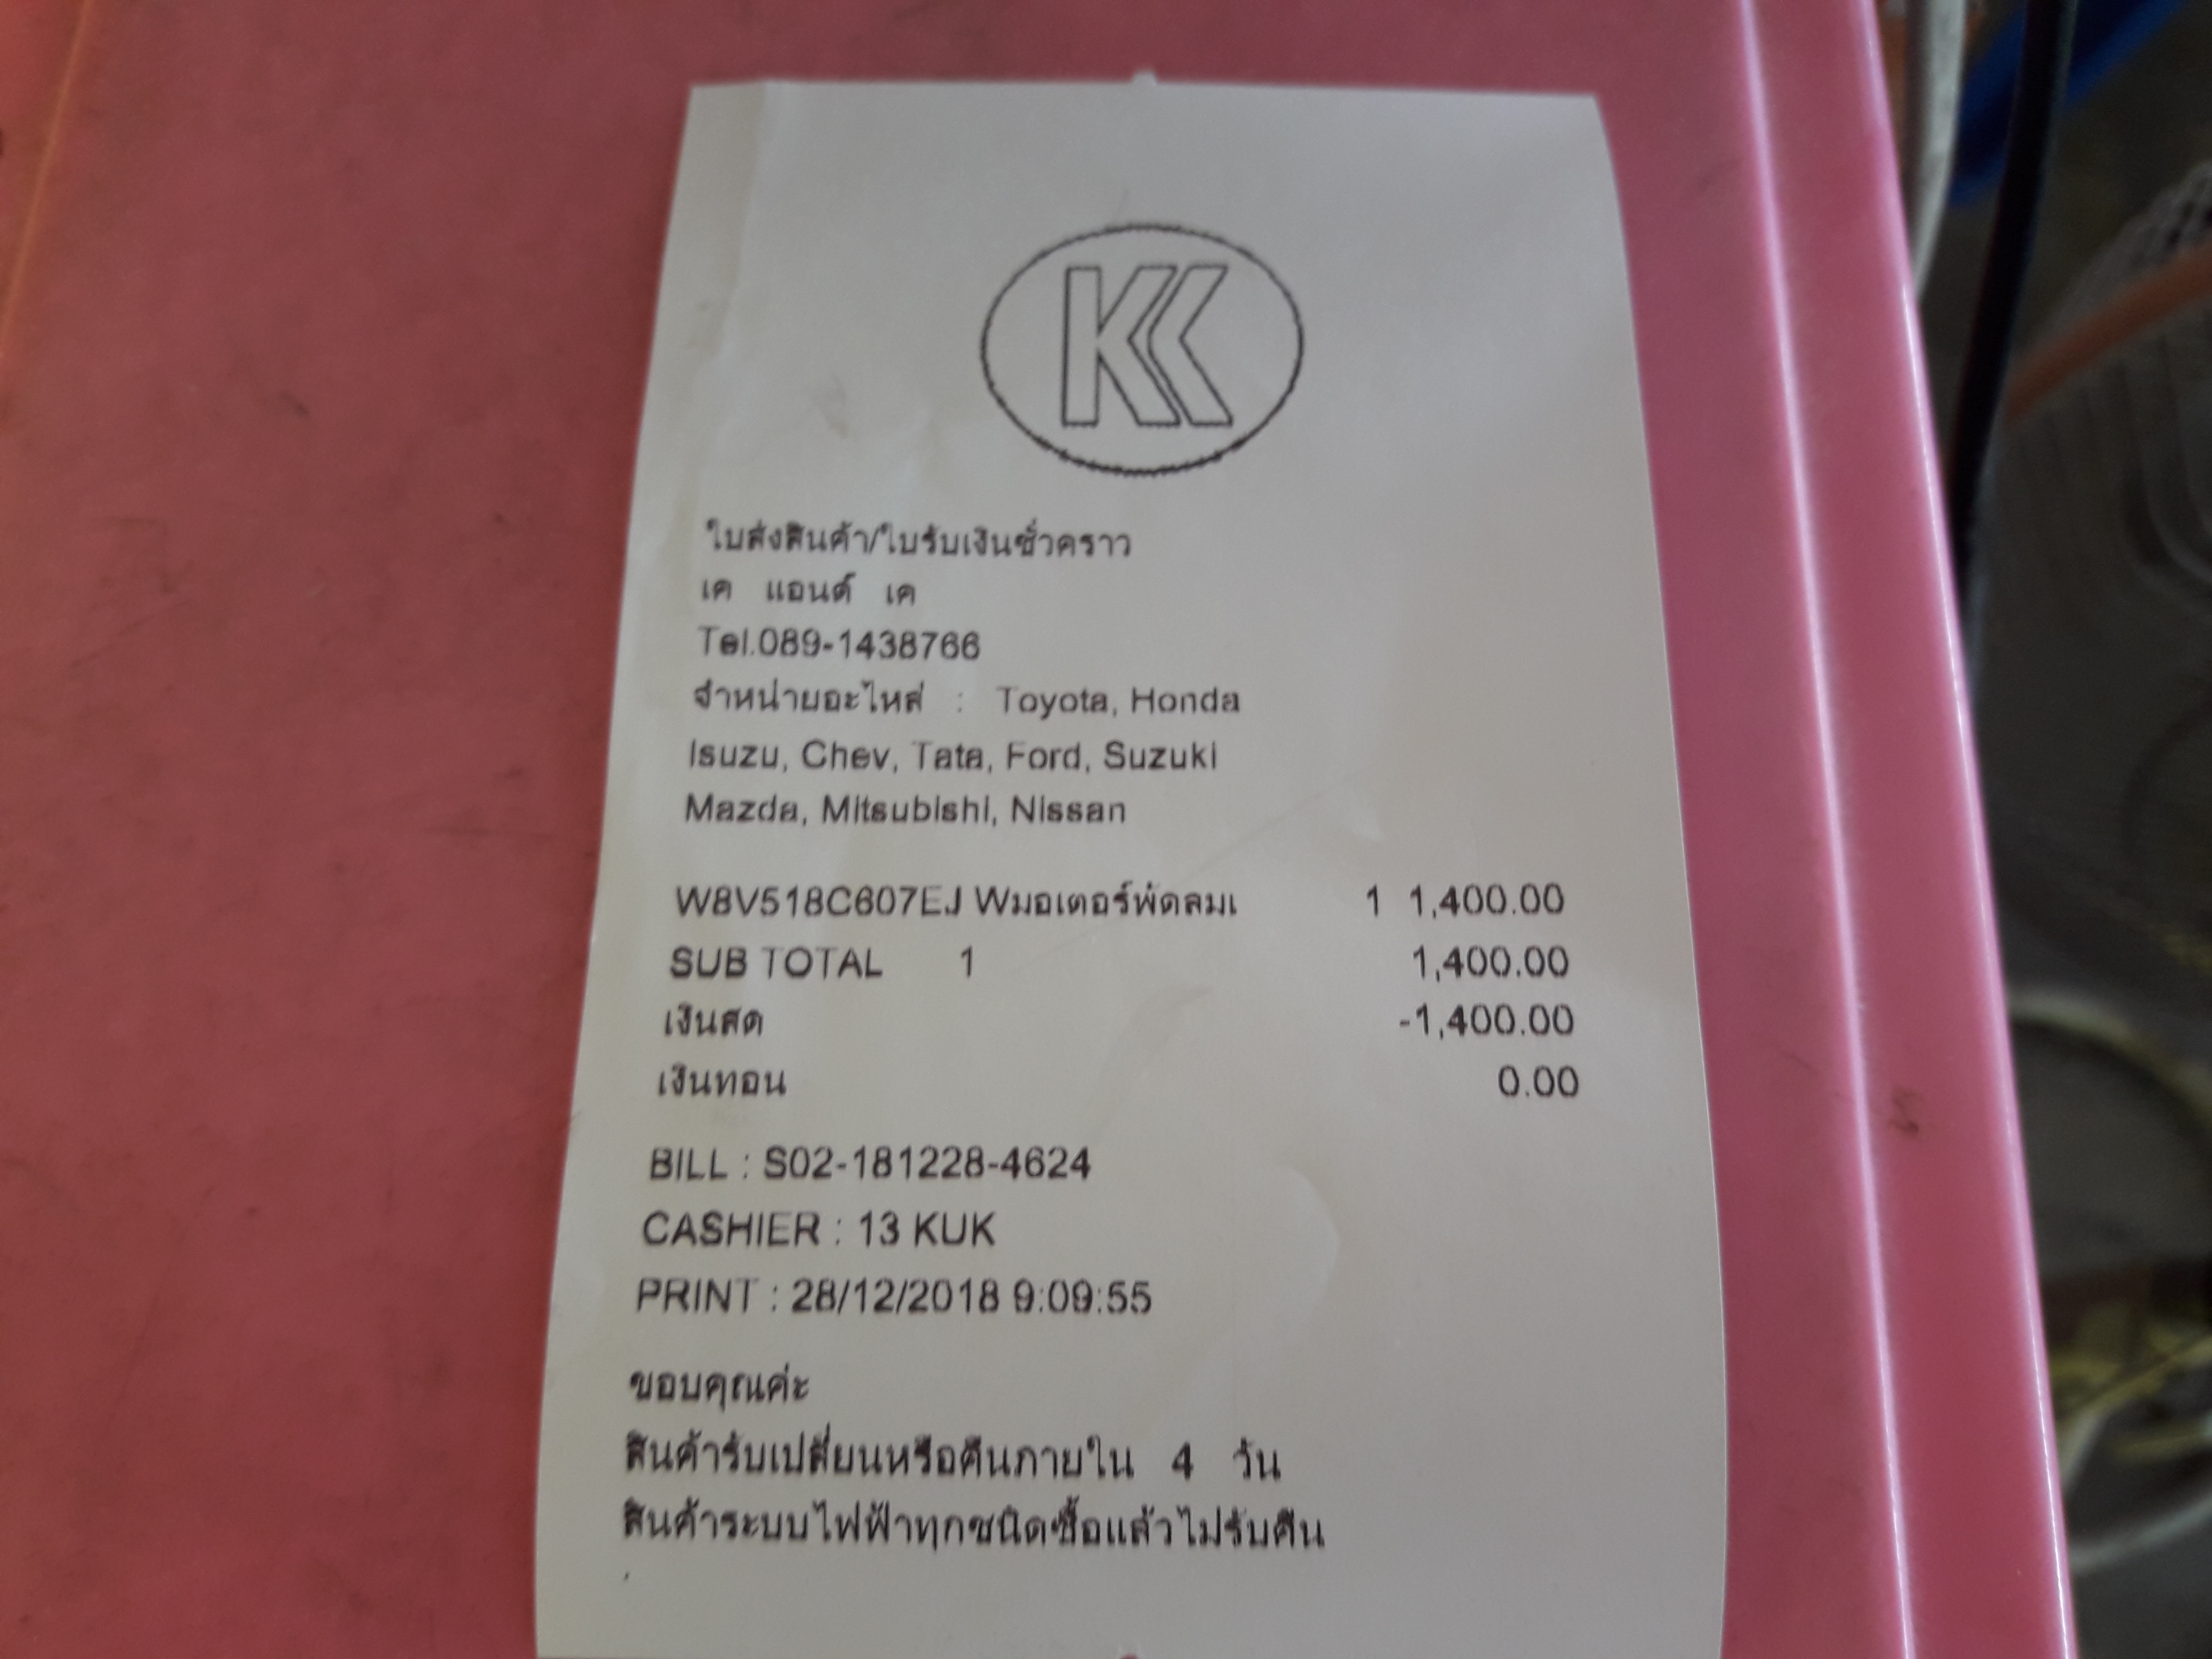 KK
ใบส่งสินค้า/ใบรับเงินชั่วคราว
เค แอนด์ เค
Tel.089-1438766
จำหน่ายอะไหล่ : Toyota, Honda
Isuzu, Chev, Tata, Ford, Suzuki
Mazda, Mitsubishi, Nissan
W8V518C607EJ Wมอเตอร์พัดลมเ 1 1,400.00
SUB TOTAL 1 1,400.00
เงินสด -1,400.00
เงินทอน 0.00
BILL : S02-181228-4624
CASHIER : 13 KUK
PRINT : 28/12/2018 9:09:55
ขอบคุณค่ะ
สินค้ารับเปลี่ยนหรือคืนภายใน 4 วัน
สินค้าระบบไฟฟ้าทุกชนิดซื้อแล้วไม่รับคืน